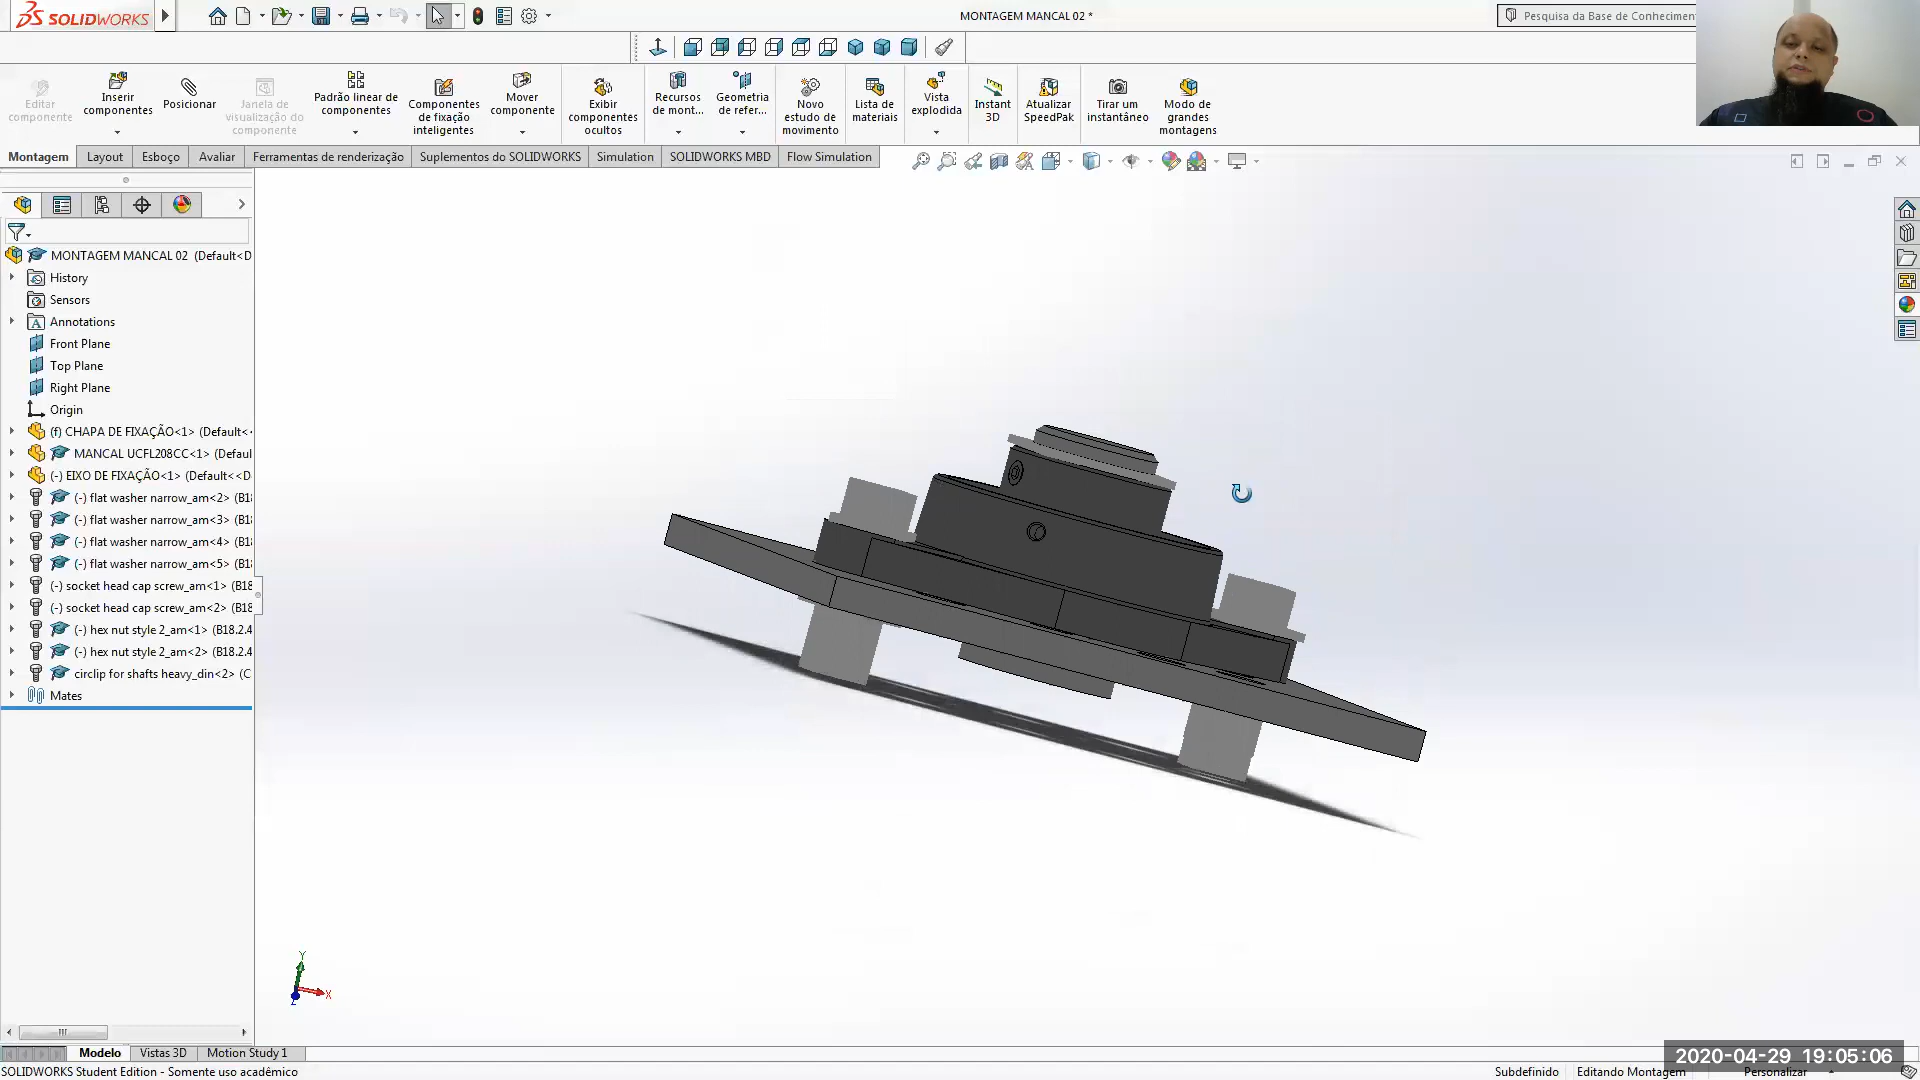 SOLIDWORKS
MONTAGEM MANCAL 02 *
Pesquisa da Base de Conhecimen
Editar componente
Inserir componentes
Posicionar
Janela de visualização do componente
Padrão linear de componentes
Componentes de fixação inteligentes
Mover componente
Exibir componentes ocultos
Recursos de mont...
Geometria de refer...
Novo estudo de movimento
Lista de materiais
Vista explodida
Instant 3D
Atualizar SpeedPak
Tirar um instantâneo
Modo de grandes montagens
Montagem
Layout
Esboço
Avaliar
Ferramentas de renderização
Suplementos do SOLIDWORKS
Simulation
SOLIDWORKS MBD
Flow Simulation
MONTAGEM MANCAL 02 (Default<D
History
Sensors
Annotations
Front Plane
Top Plane
Right Plane
Origin
(f) CHAPA DE FIXAÇÃO<1> (Default<
MANCAL UCFL208CC<1> (Defaul
(-) EIXO DE FIXAÇÃO<1> (Default<<D
(-) flat washer narrow_am<2> (B18
(-) flat washer narrow_am<3> (B18
(-) flat washer narrow_am<4> (B18
(-) flat washer narrow_am<5> (B18
(-) socket head cap screw_am<1> (B18
(-) socket head cap screw_am<2> (B18
(-) hex nut style 2_am<1> (B18.2.4
(-) hex nut style 2_am<2> (B18.2.4
circlip for shafts heavy_din<2> (C
Mates
Y
X
Z
Modelo
Vistas 3D
Motion Study 1
2020-04-29 19:05:06
SOLIDWORKS Student Edition - Somente uso acadêmico
Subdefinido
Editando Montagem
Personalizar